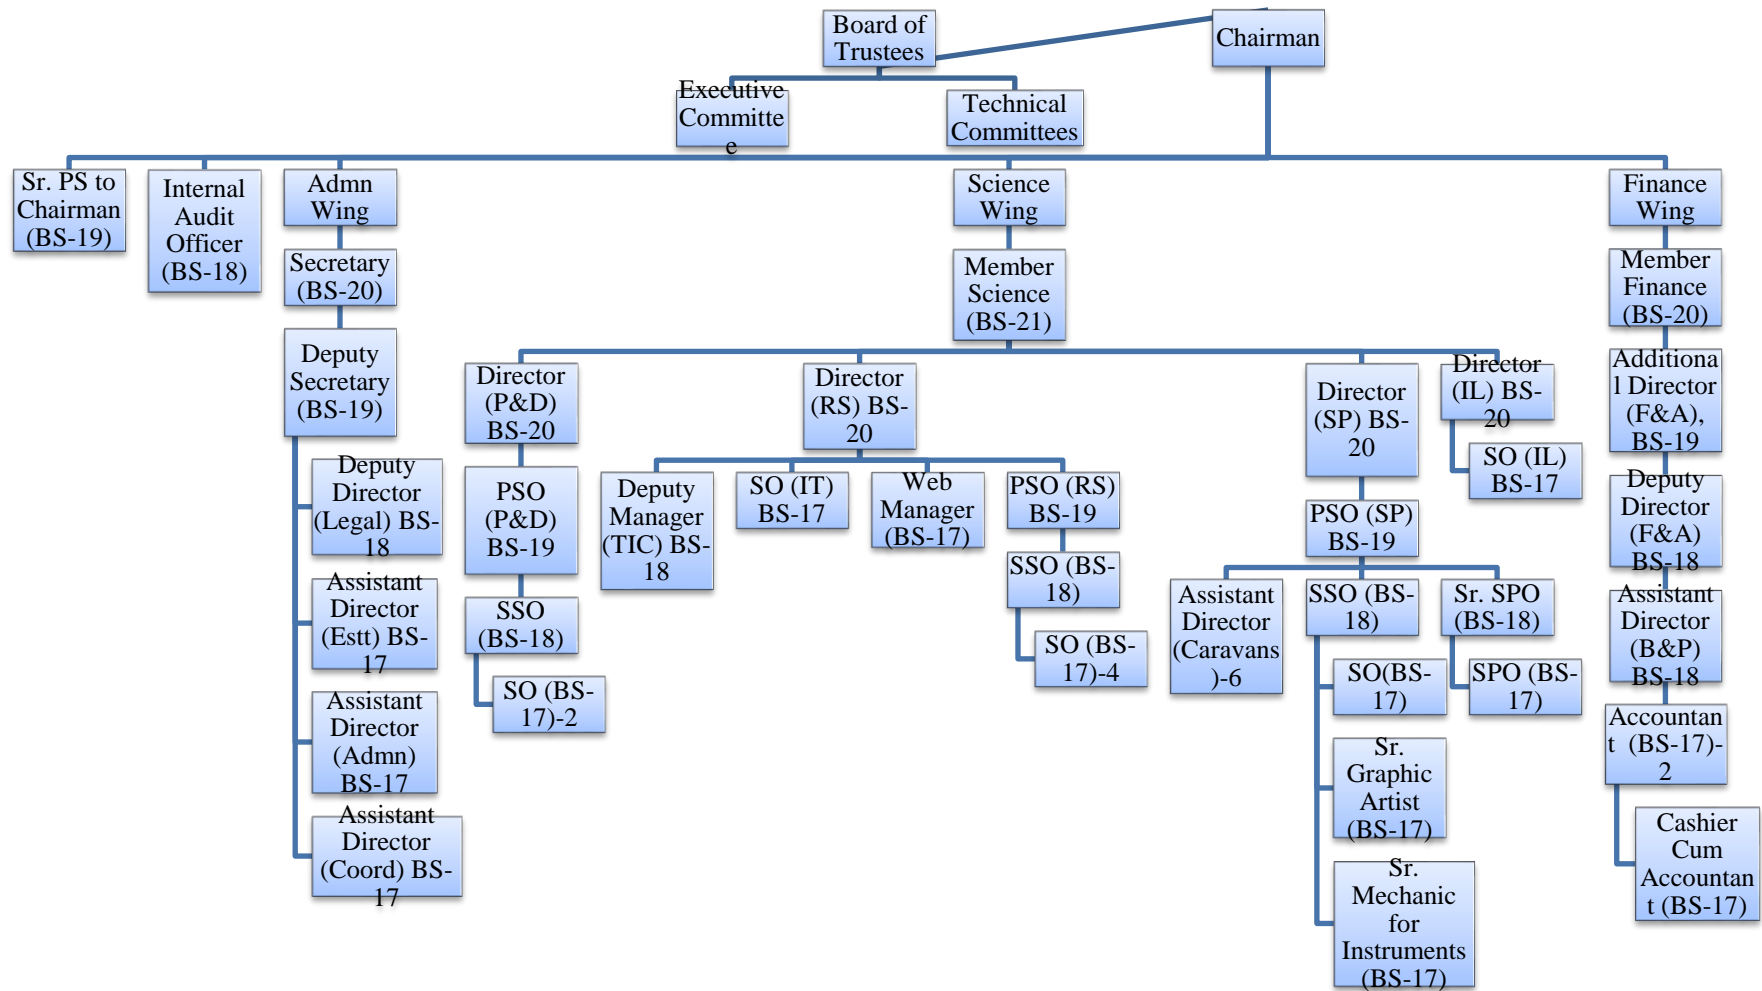 Board of
Trustees
Chairman
Executive
Committe
e
Technical
Committees
Sr. PS to
Chairman
(BS-19)
Internal
Audit
Officer
(BS-18)
Admn
Wing
Science
Wing
Finance
Wing
Secretary
(BS-20)
Member
Science
(BS-21)
Member
Finance
(BS-20)
Deputy
Secretary
(BS-19)
Director
(P&D)
BS-20
Director
(RS) BS-
20
Director
(SP) BS-
20
Director
(IL) BS-
20
Additiona
l Director
(F&A),
BS-19
Deputy
Director
(Legal) BS-
18
PSO
(P&D)
BS-19
Deputy
Manager
(TIC) BS-
18
SO (IT)
BS-17
Web
Manager
(BS-17)
PSO (RS)
BS-19
PSO (SP)
BS-19
SO (IL)
BS-17
Deputy
Director
(F&A)
BS-18
Assistant
Director
(Estt) BS-
17
SSO
(BS-18)
SSO (BS-
18)
Assistant
Director
(Caravans
)-6
SSO (BS-
18)
Sr. SPO
(BS-18)
Assistant
Director
(B&P)
BS-18
SO (BS-
17)-2
SO (BS-
17)-4
SO(BS-
17)
SPO (BS-
17)
Assistant
Director
(Admn)
BS-17
Accountan
t (BS-17)-
2
Sr.
Graphic
Artist
(BS-17)
Assistant
Director
(Coord) BS-
17
Cashier
Cum
Accountan
t (BS-17)
Sr.
Mechanic
for
Instruments
(BS-17)